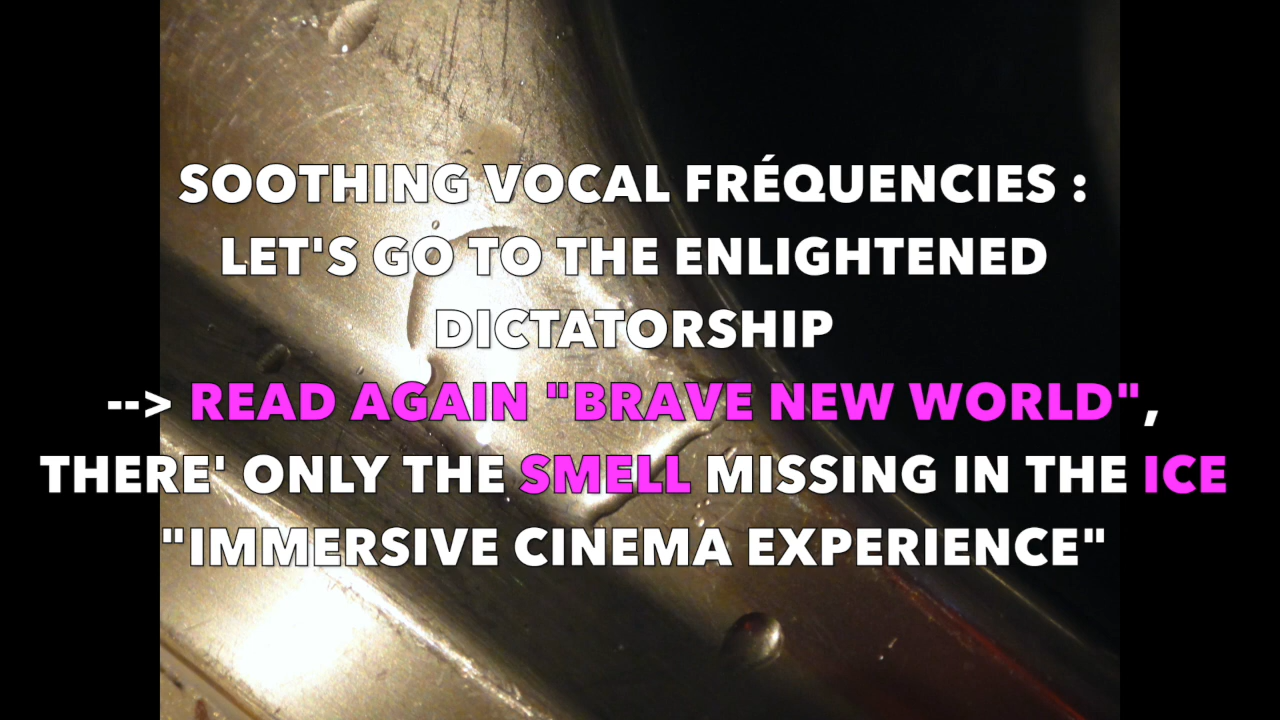 SOOTHING VOCAL FRÉQUENCIES :
LET'S GO TO THE ENLIGHTENED
DICTATORSHIP
--> READ AGAIN "BRAVE NEW WORLD",
THERE' ONLY THE SMELL MISSING IN THE ICE
"IMMERSIVE CINEMA EXPERIENCE"